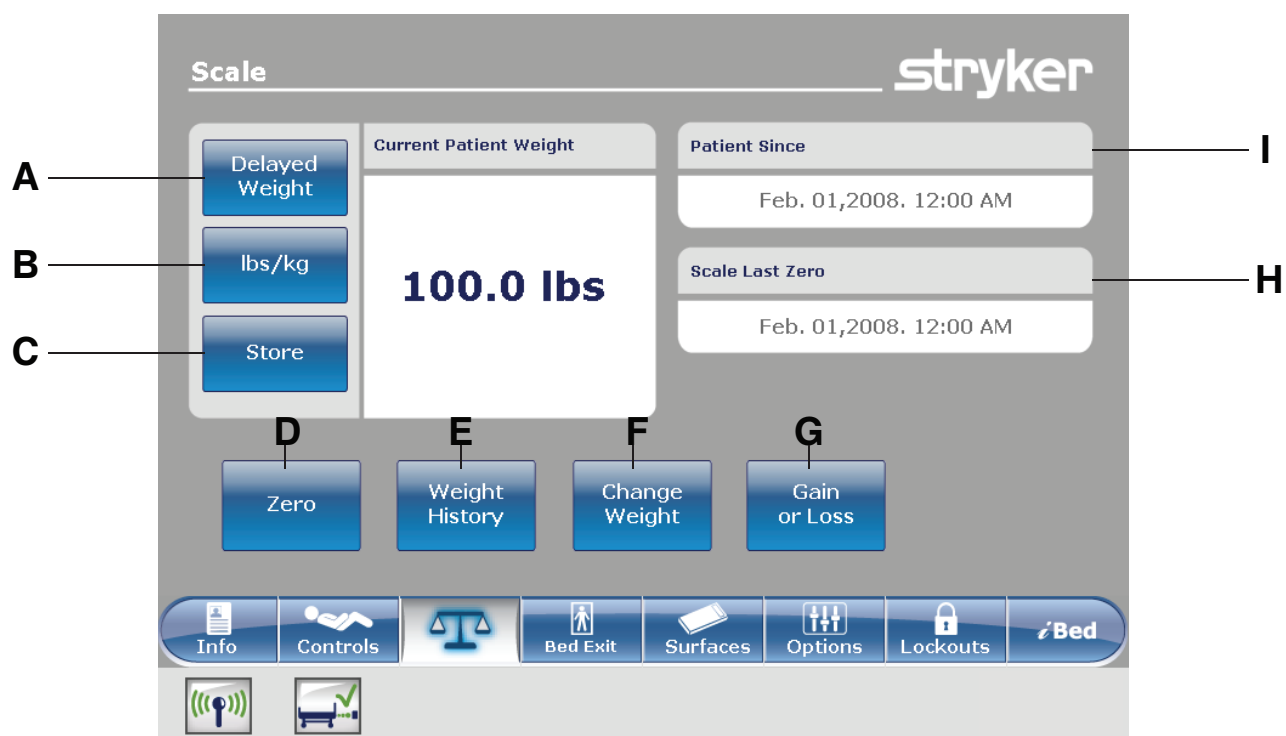 Scale
stryker
A
Delayed
Weight
B
lbs/kg
C
Store
Current Patient Weight
100.0 lbs
Patient Since
I
Feb. 01,2008. 12:00 AM
Scale Last Zero
H
Feb. 01,2008. 12:00 AM
D
Zero
E
Weight
History
F
Change
Weight
G
Gain
or Loss
Info
Controls
Bed Exit
Surfaces
Options
Lockouts
iBed